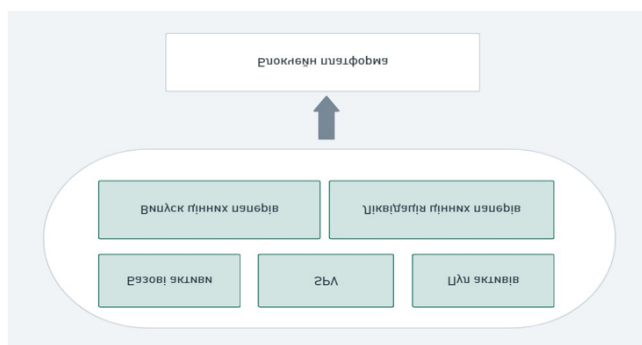 Базові активи
SPV
Пул активів
Випуск цінних паперів
Ліквідація цінних паперів
Блокчейн платформа